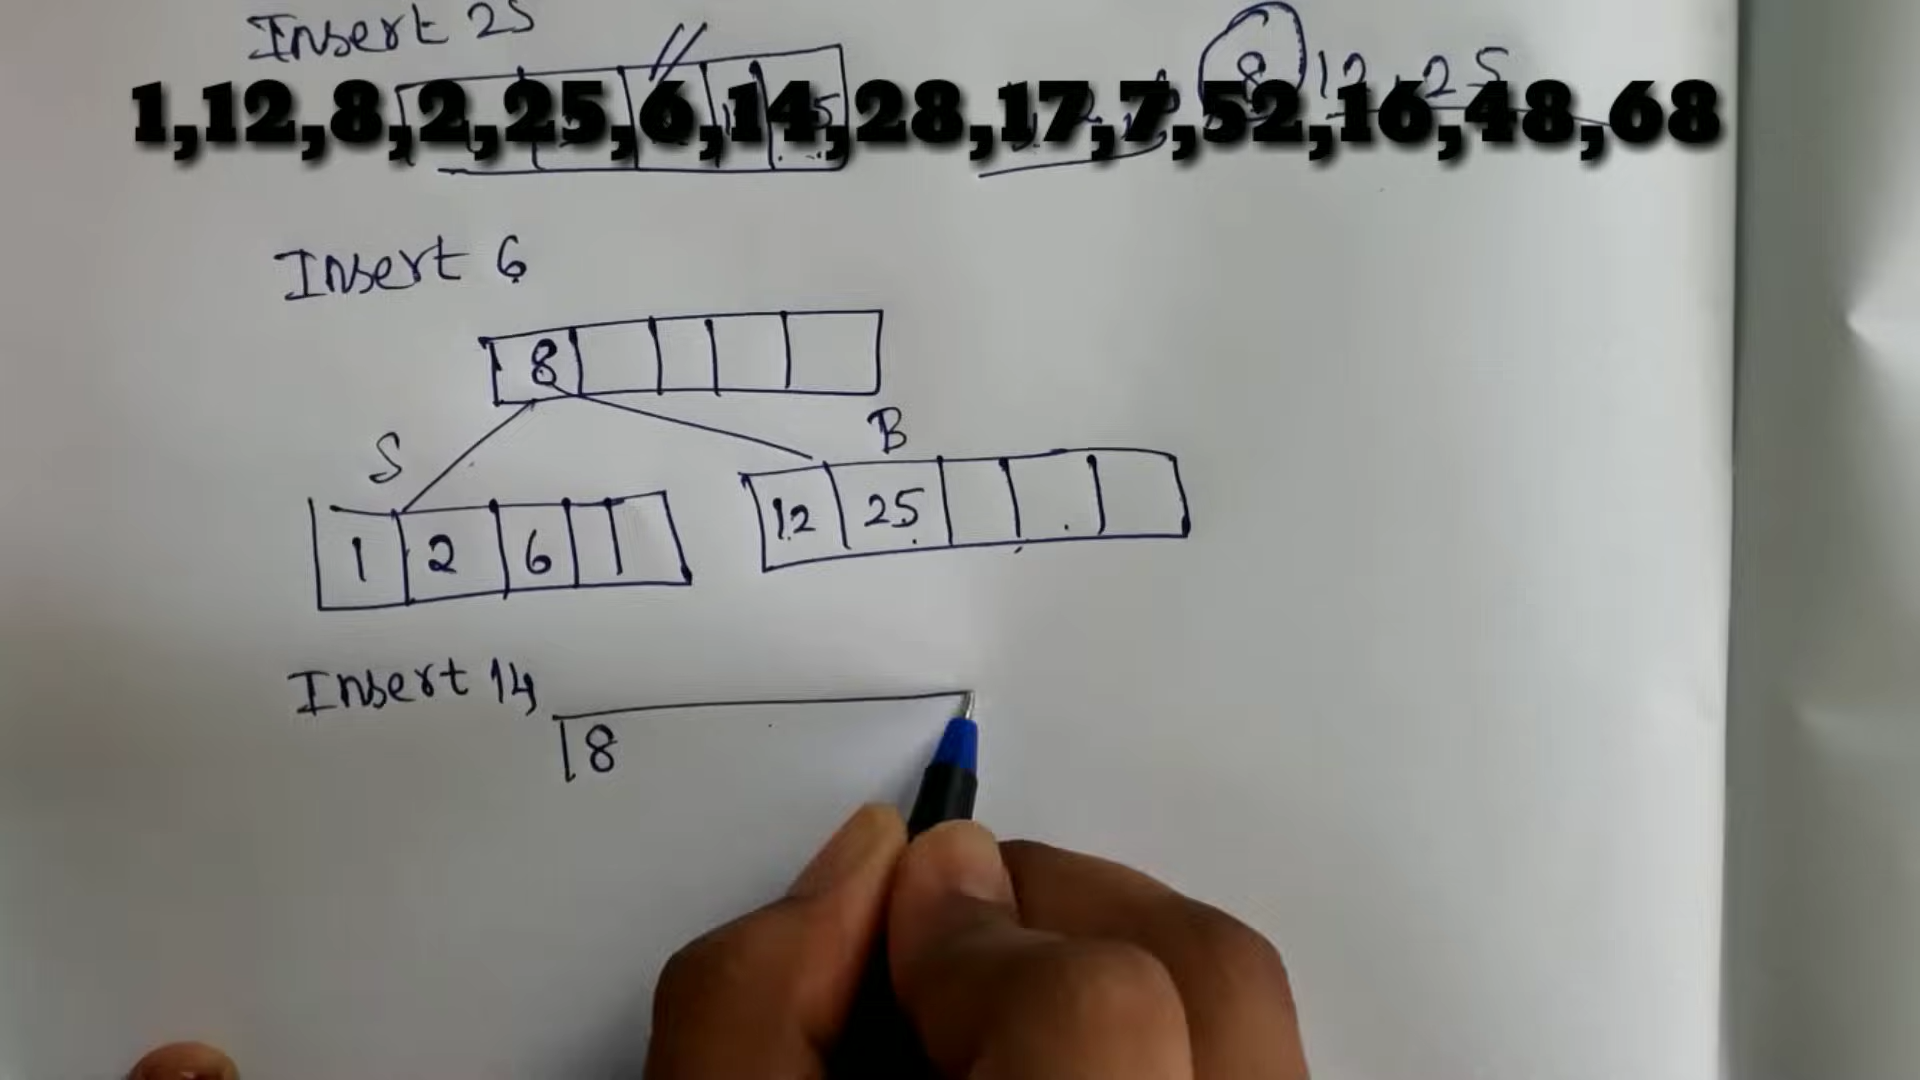 Insert 25
8 12, 25
1,12,8,2,25,6,14,28,17,7,52,16,48,68
Insert 6
8
S
B
1 2 6
12 25
Insert 14
8